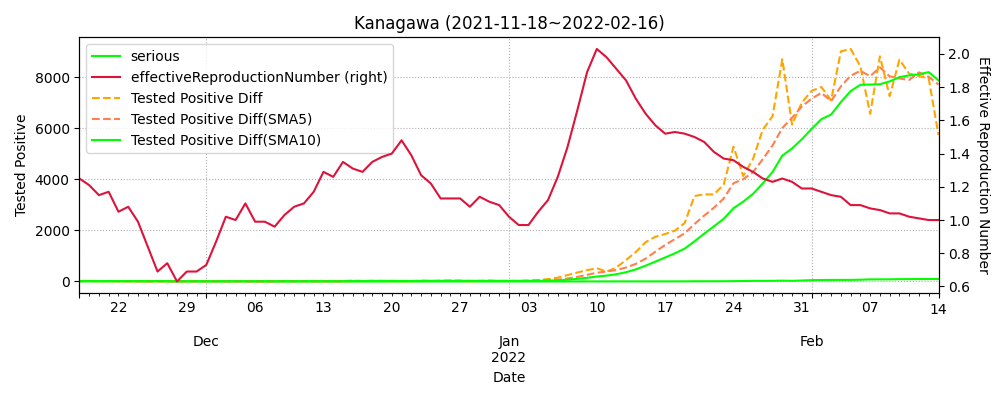 Kanagawa (2021-11-18~2022-02-16)
serious
effectiveReproductionNumber (right)
Tested Positive Diff
Tested Positive Diff(SMA5)
Tested Positive Diff(SMA10)
Tested Positive
8000
6000
4000
2000
0
2.0
1.8
1.6
1.4
1.2
1.0
0.8
0.6
Effective Reproduction Number
22 29 06 13 20 27 03 10 17 24 31 07 14
Dec Jan Feb
2022
Date